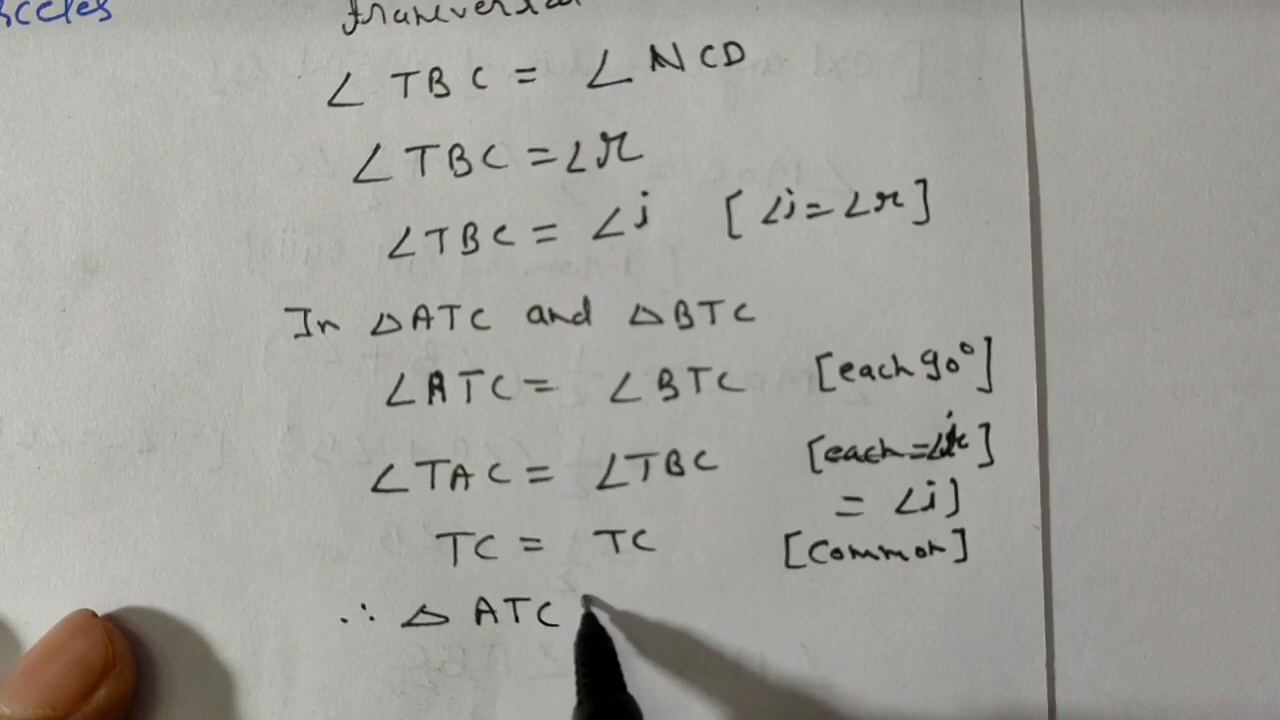 ∠TBC = ∠NCD
∠TBC = ∠r
∠TBC = ∠i [∠i = ∠r]
In △ATC and △BTC
∠ATC = ∠BTC [each 90°]
∠TAC = ∠TBC [each = ∠i]
= ∠i]
TC = TC [Common]
∴ △ ATC